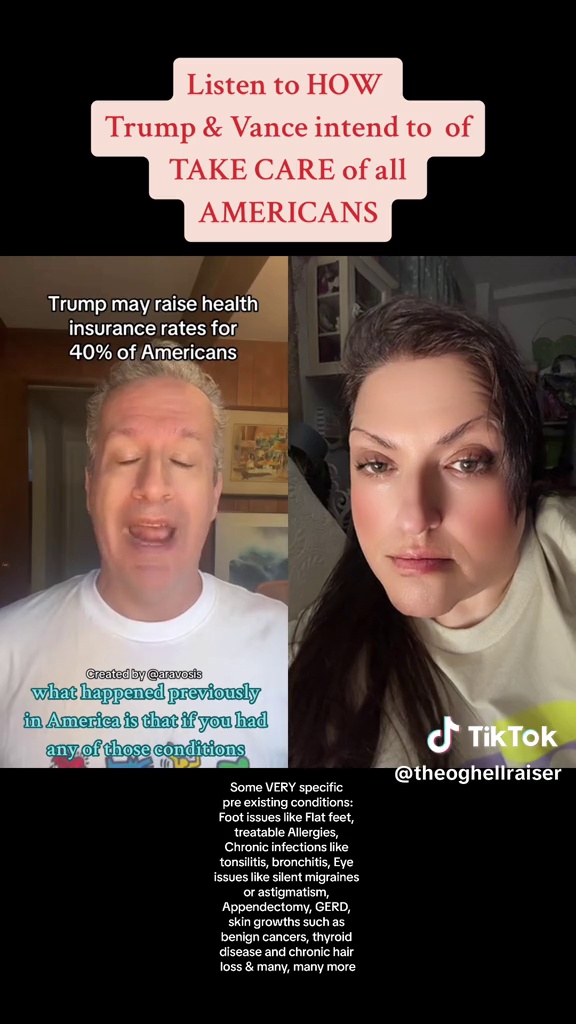 Listen to HOW
Trump & Vance intend to of
TAKE CARE of all
AMERICANS
Trump may raise health
insurance rates for
40% of Americans
Created by @aravosis
what happened previously
in America is that if you had
any of those conditions
TikTok
@theoghellraiser
Some VERY specific
pre existing conditions:
Foot issues like Flat feet,
treatable Allergies,
Chronic infections like
tonsilitis, bronchitis, Eye
issues like silent migraines
or astigmatism,
Appendectomy, GERD,
skin growths such as
benign cancers, thyroid
disease and chronic hair
loss & many, many more